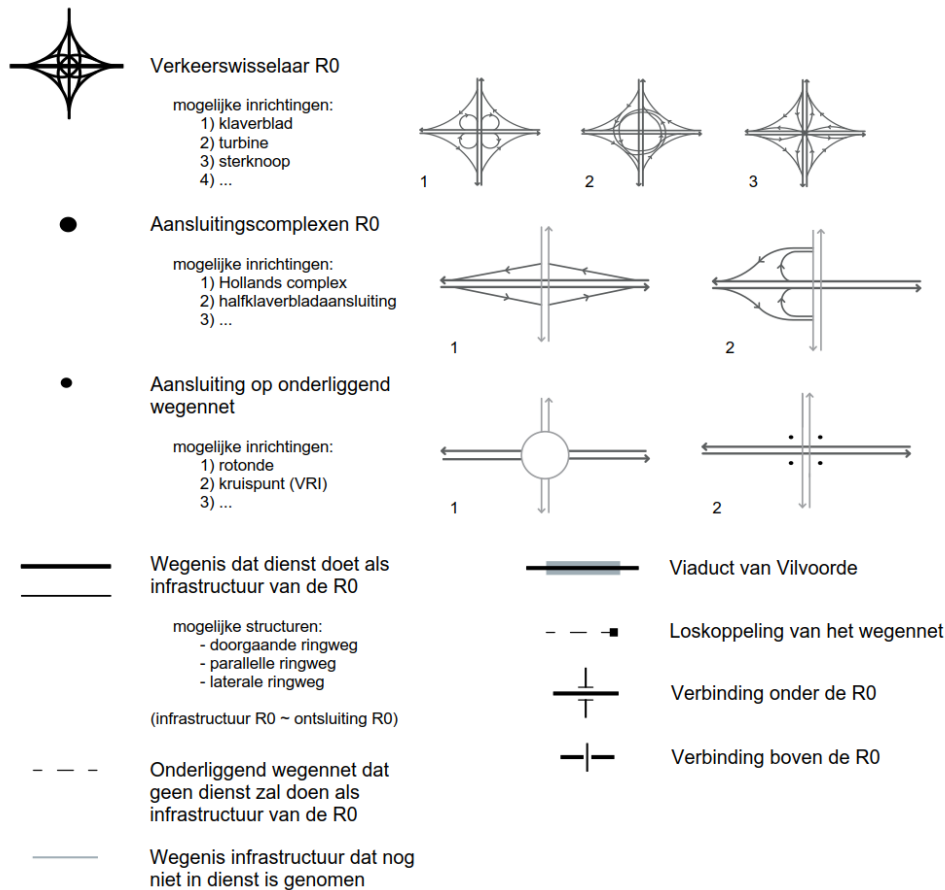 Verkeerswisselaar R0
mogelijke inrichtingen:
1) klaverblad
2) turbine
3) sterknoop
4) ...
1
2
3
Aansluitingscomplexen R0
mogelijke inrichtingen:
1) Hollands complex
2) halfklaverbladaansluiting
3) ...
1
2
Aansluiting op onderliggend
wegennet
mogelijke inrichtingen:
1) rotonde
2) kruispunt (VRI)
3) ...
1
2
Wegenis dat dienst doet als
infrastructuur van de R0
mogelijke structuren:
- doorgaande ringweg
- parallelle ringweg
- laterale ringweg
(infrastructuur R0 ~ ontsluiting R0)
Onderliggend wegennet dat
geen dienst zal doen als
infrastructuur van de R0
Wegenis infrastructuur dat nog
niet in dienst is genomen
Viaduct van Vilvoorde
Loskoppeling van het wegennet
Verbinding onder de R0
Verbinding boven de R0